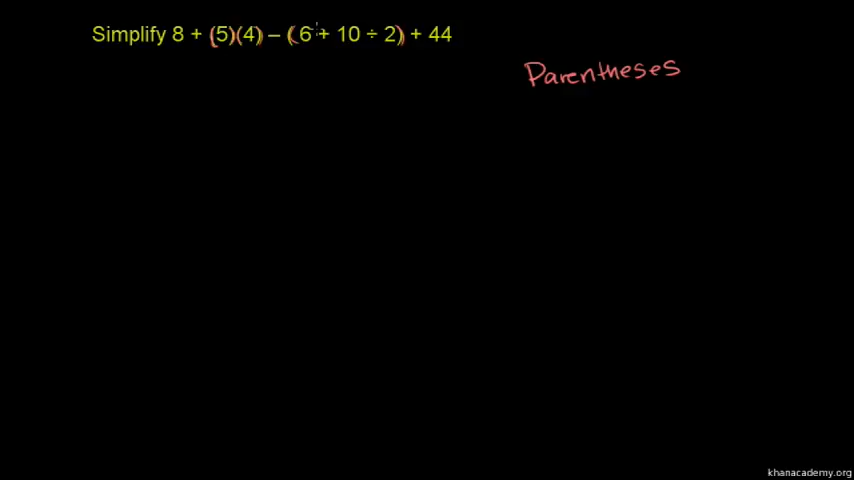 Simplify 8 + (5)(4) – (6 + 10 ÷ 2) + 44
Parentheses
khanacademy.org